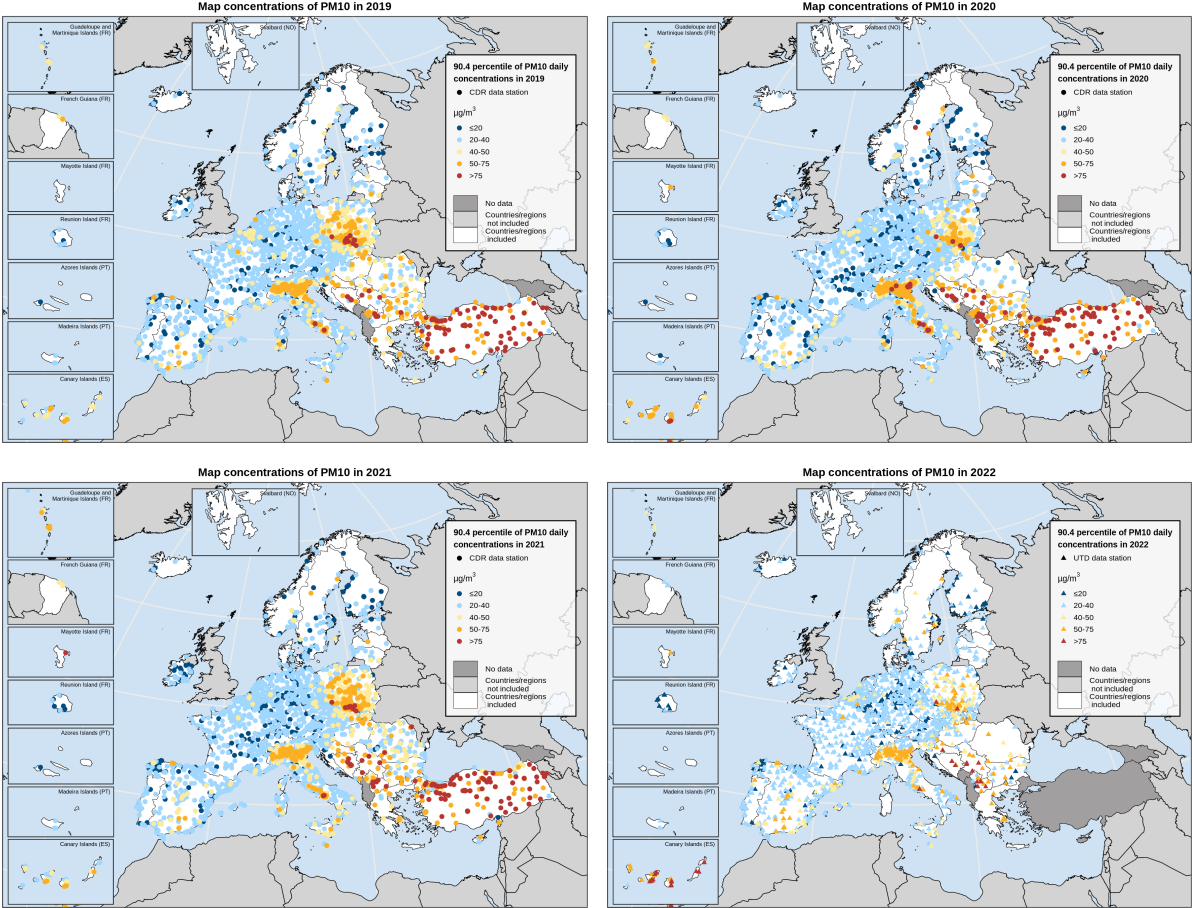 Map concentrations of PM10 in 2019
Guadeloupe and
Martinique Islands (FR)
French Guiana (FR)
Mayotte Island (FR)
Reunion Island (FR)
Azores Islands (PT)
Madeira Islands (PT)
Canary Islands (ES)
Svalbard (NO)
90.4 percentile of PM10 daily
concentrations in 2019
CDR data station
µg/m3
≤20
20-40
40-50
50-75
>75
No data
Countries/regions
not included
Countries/regions
included
Map concentrations of PM10 in 2020
Guadeloupe and
Martinique Islands (FR)
French Guiana (FR)
Mayotte Island (FR)
Reunion Island (FR)
Azores Islands (PT)
Madeira Islands (PT)
Canary Islands (ES)
Svalbard (NO)
90.4 percentile of PM10 daily
concentrations in 2020
CDR data station
µg/m3
≤20
20-40
40-50
50-75
>75
No data
Countries/regions
not included
Countries/regions
included
Map concentrations of PM10 in 2021
Guadeloupe and
Martinique Islands (FR)
French Guiana (FR)
Mayotte Island (FR)
Reunion Island (FR)
Azores Islands (PT)
Madeira Islands (PT)
Canary Islands (ES)
Svalbard (NO)
90.4 percentile of PM10 daily
concentrations in 2021
CDR data station
µg/m3
≤20
20-40
40-50
50-75
>75
No data
Countries/regions
not included
Countries/regions
included
Map concentrations of PM10 in 2022
Guadeloupe and
Martinique Islands (FR)
French Guiana (FR)
Mayotte Island (FR)
Reunion Island (FR)
Azores Islands (PT)
Madeira Islands (PT)
Canary Islands (ES)
Svalbard (NO)
90.4 percentile of PM10 daily
concentrations in 2022
UTD data station
µg/m3
≤20
20-40
40-50
50-75
>75
No data
Countries/regions
not included
Countries/regions
included